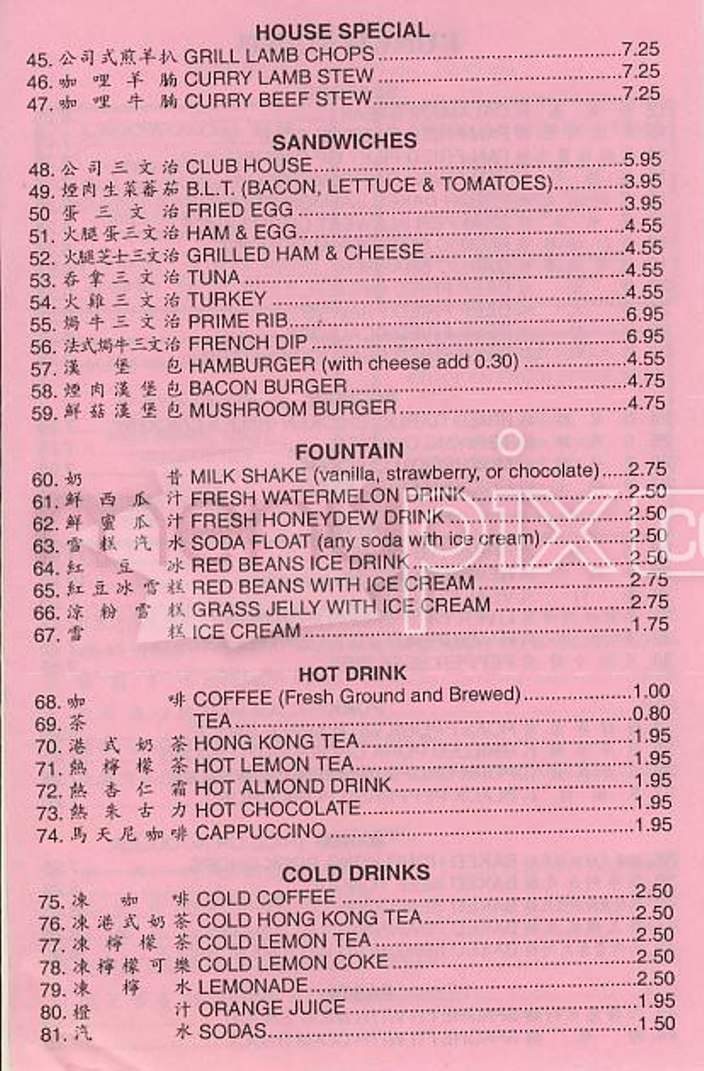 HOUSE SPECIAL
45. 公司式煎羊扒 GRILL LAMB CHOPS 7.25
46. 咖哩羊腩 CURRY LAMB STEW 7.25
47. 咖哩牛腩 CURRY BEEF STEW 7.25
SANDWICHES
48. 公司三文治 CLUB HOUSE 5.95
49. 煙肉生菜蕃茄 B.L.T. (BACON, LETTUCE & TOMATOES) 3.95
50 蛋三文治 FRIED EGG 3.95
51. 火腿蛋三文治 HAM & EGG 4.55
52. 火腿芝士三文治 GRILLED HAM & CHEESE 4.55
53. 吞拿三文治 TUNA 4.55
54. 火雞三文治 TURKEY 4.55
55. 焗牛三文治 PRIME RIB 6.95
56. 法式焗牛三文治 FRENCH DIP 6.95
57. 漢堡包 HAMBURGER (with cheese add 0.30) 4.55
58. 煙肉漢堡包 BACON BURGER 4.75
59. 鮮菇漢堡包 MUSHROOM BURGER 4.75
FOUNTAIN
60. 奶昔 MILK SHAKE (vanilla, strawberry, or chocolate) 2.75
61. 鮮西瓜汁 FRESH WATERMELON DRINK 2.50
62. 鮮蜜瓜汁 FRESH HONEYDEW DRINK 2.50
63. 雪糕汽水 SODA FLOAT (any soda with ice cream) 2.50
64. 紅豆冰 RED BEANS ICE DRINK 2.50
65. 紅豆冰雪糕 RED BEANS WITH ICE CREAM 2.75
66. 涼粉雪糕 GRASS JELLY WITH ICE CREAM 2.75
67. 雪糕 ICE CREAM 1.75
HOT DRINK
68. 咖啡 COFFEE (Fresh Ground and Brewed) 1.00
69. 茶 TEA 0.80
70. 港式奶茶 HONG KONG TEA 1.95
71. 熱檸檬茶 HOT LEMON TEA 1.95
72. 熱杏仁霜 HOT ALMOND DRINK 1.95
73. 熱朱古力 HOT CHOCOLATE 1.95
74. 馬天尼咖啡 CAPPUCCINO 1.95
COLD DRINKS
75. 凍咖啡 COLD COFFEE 2.50
76. 凍港式奶茶 COLD HONG KONG TEA 2.50
77. 凍檸檬茶 COLD LEMON TEA 2.50
78. 凍檸檬可樂 COLD LEMON COKE 2.50
79. 凍檸水 LEMONADE 2.50
80. 橙汁 ORANGE JUICE 1.95
81. 汽水 SODAS 1.50